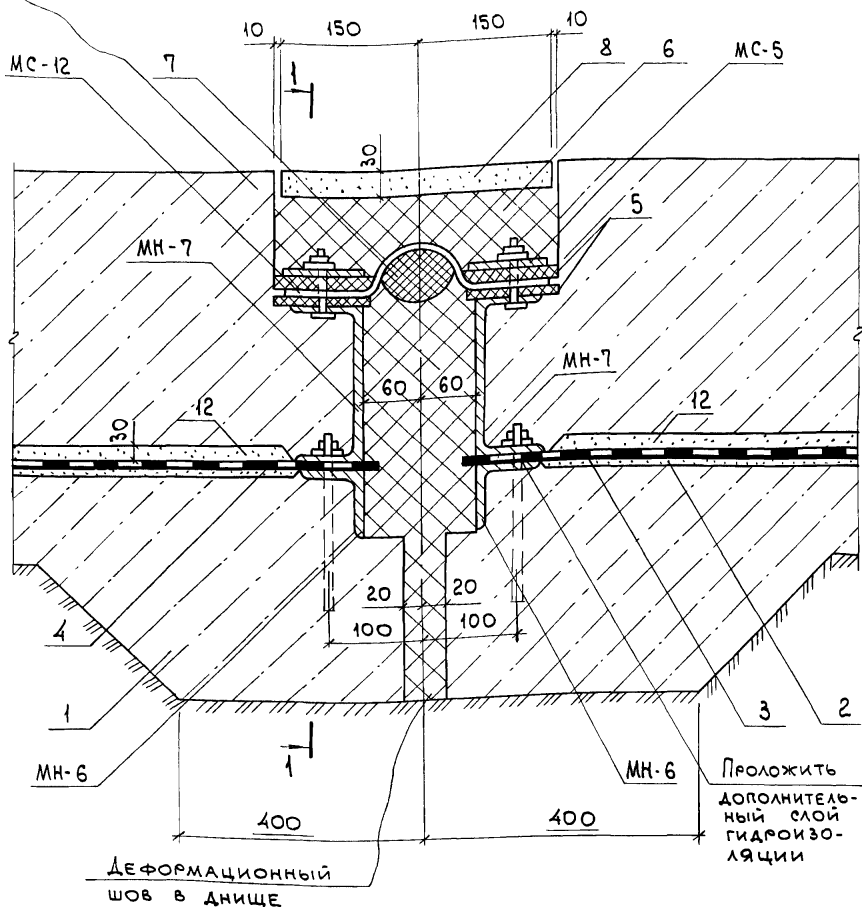 10 150 150 10
МС-12 7 1 8 6 МС-5
30
5
МН-7
МН-7
60 60
12 12
30
20 20
100 100
4
1 3 2
МН-6 1 МН-6
Проложить
дополнитель-
ный слой
гидроизо-
ляции
400 400
Деформационный
шов в днище